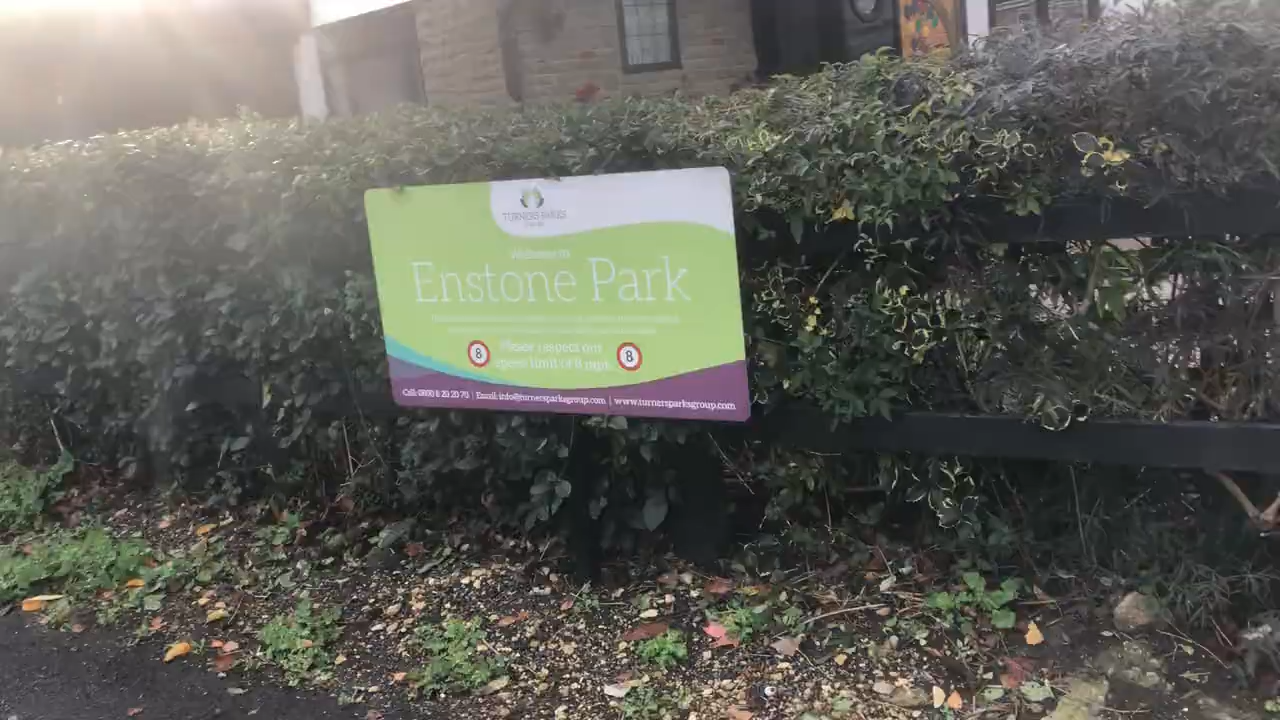 TURNERS PARKS
Welcome to
Enstone Park
8
Please respect our
speed limit of 8 mph
8
Call: 0800 8 20 20 70 | Email: info@turnersparksgroup.com | www.turnersparksgroup.com